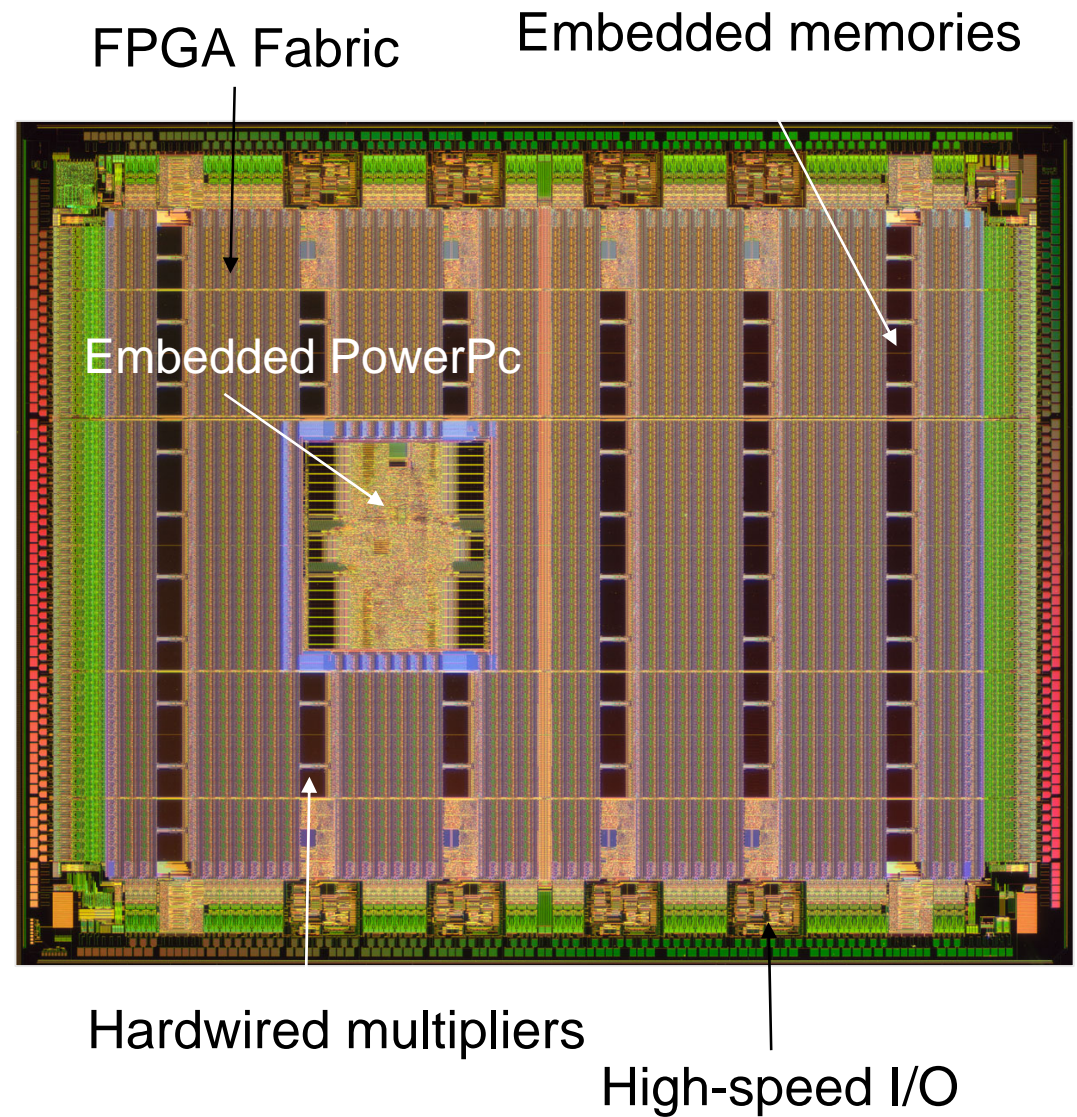 FPGA Fabric
Embedded memories
Embedded PowerPc
Hardwired multipliers
High-speed I/O